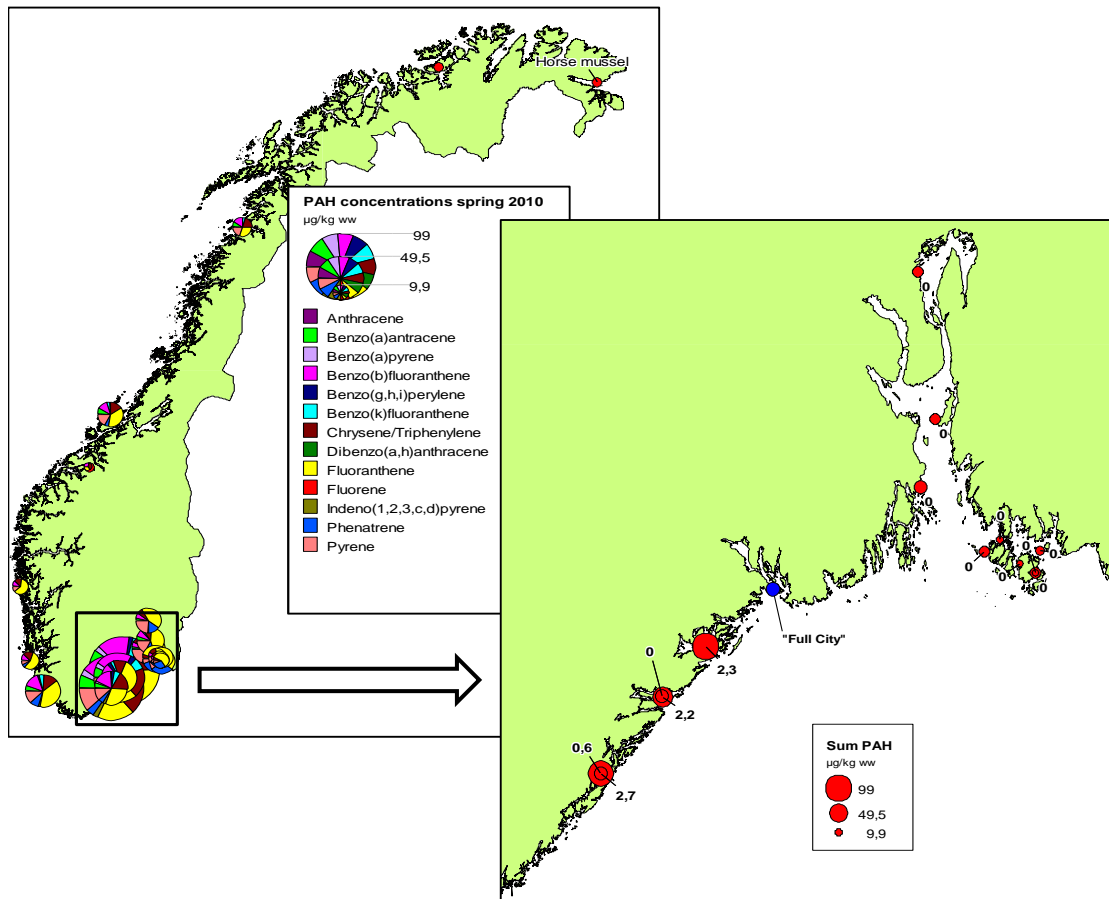 Horse mussel
PAH concentrations spring 2010
µg/kg ww
99
49,5
9,9
Anthracene
Benzo(a)antracene
Benzo(a)pyrene
Benzo(b)fluoranthene
Benzo(g,h,i)perylene
Benzo(k)fluoranthene
Chrysene/Triphenylene
Dibenzo(a,h)anthracene
Fluoranthene
Fluorene
Indeno(1,2,3,c,d)pyrene
Phenatrene
Pyrene
0
0
0
0
0
0
0
0
"Full City"
0
2,3
2,2
0,6
2,7
Sum PAH
µg/kg ww
99
49,5
9,9